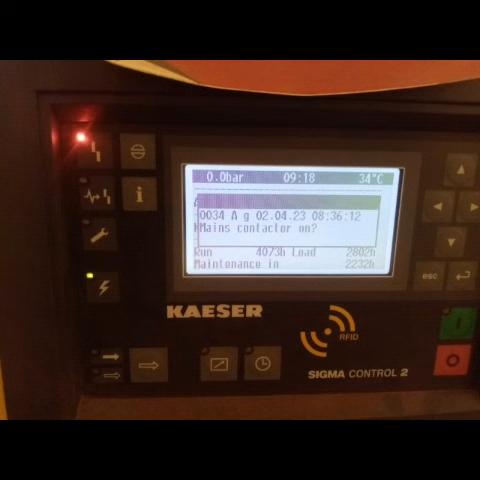 0.0bar 09:18 34°C
0034 A g 02.04.23 08:36:12
Mains contactor on?
Run 4073h Load 2802h
Maintenance in 2232h
esc
KAESER
RFID
SIGMA CONTROL 2